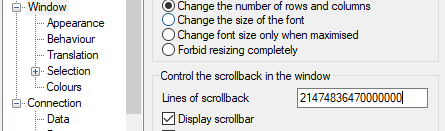 Window
Appearance
Behaviour
Translation
Selection
Colours
Connection
Data
Change the number of rows and columns
Change the size of the font
Change font size only when maximised
Forbid resizing completely
Control the scrollback in the window
Lines of scrollback 21474836470000000
Display scrollbar